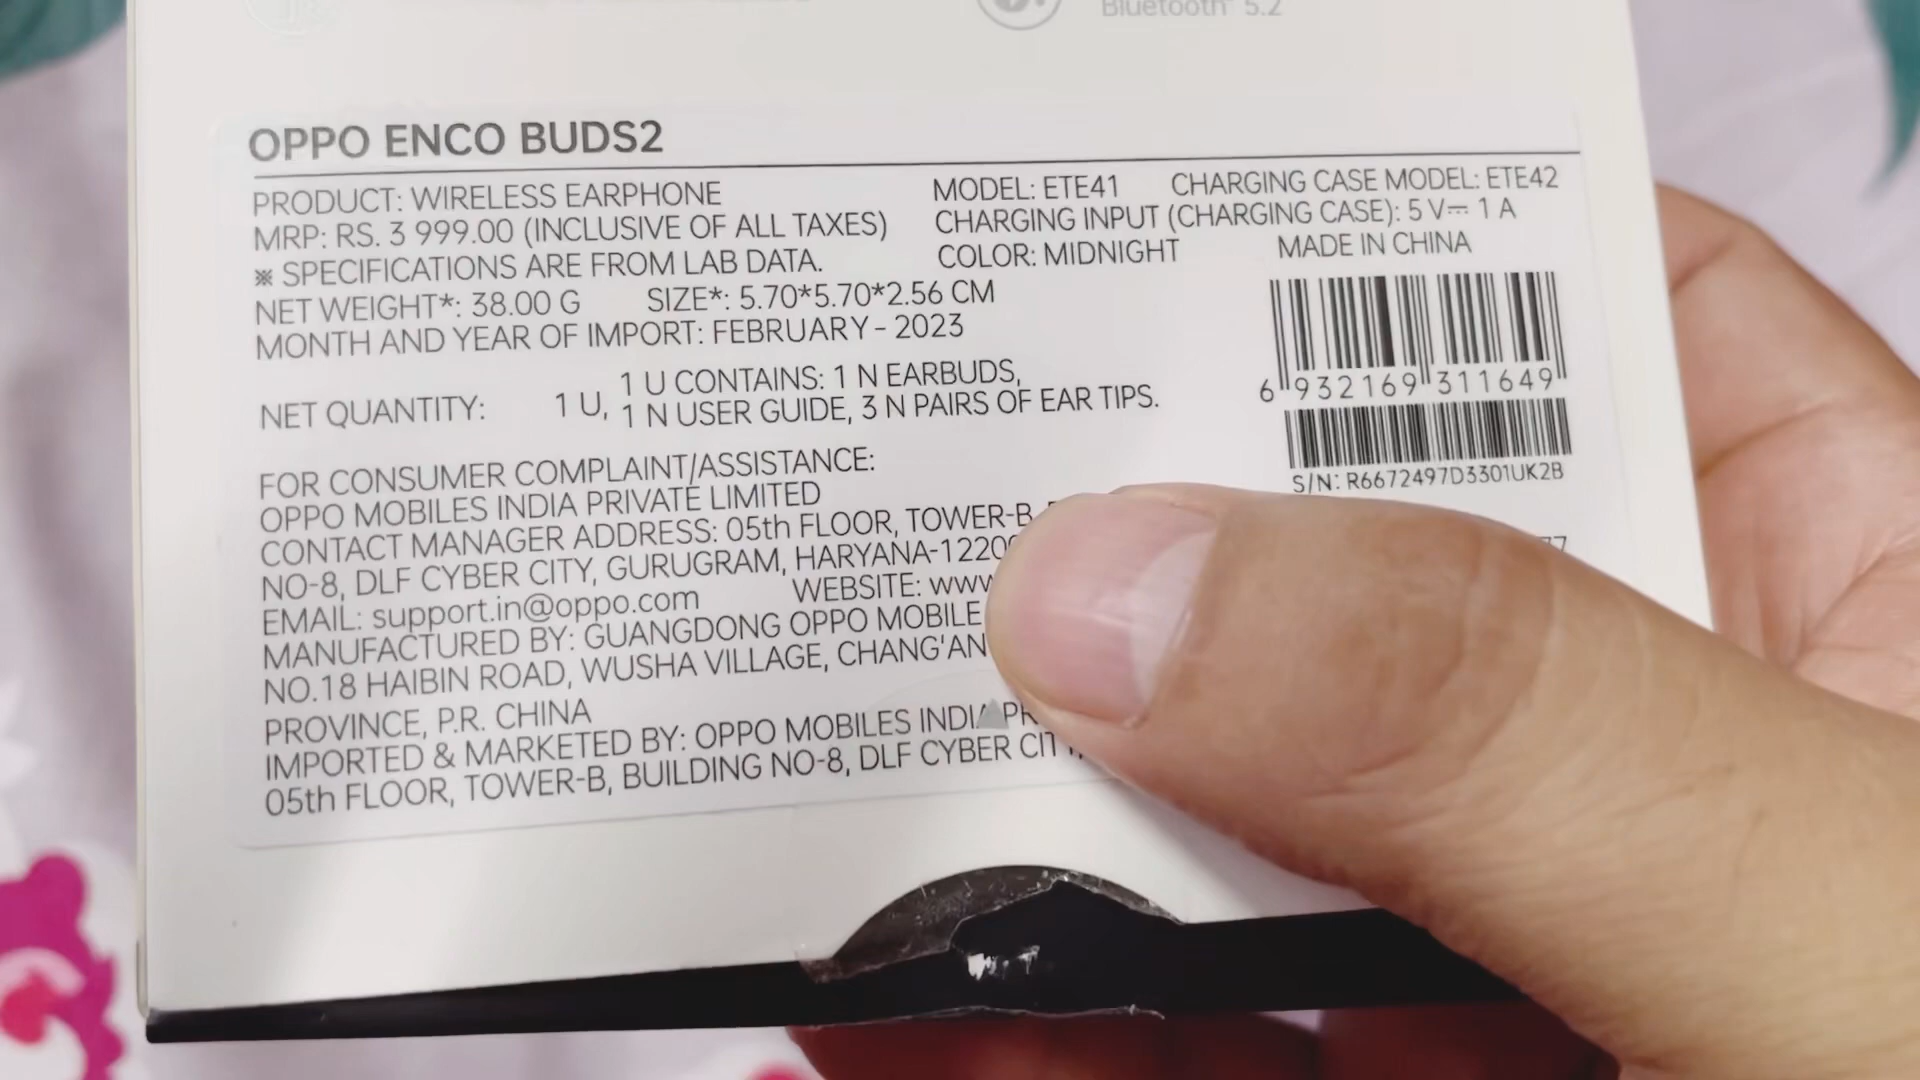 Bluetooth® 5.2
OPPO ENCO BUDS2
PRODUCT: WIRELESS EARPHONE
MODEL: ETE41 CHARGING CASE MODEL: ETE42
MRP: RS. 3 999.00 (INCLUSIVE OF ALL TAXES)
CHARGING INPUT (CHARGING CASE): 5 V⎓ 1 A
※ SPECIFICATIONS ARE FROM LAB DATA.
COLOR: MIDNIGHT MADE IN CHINA
NET WEIGHT*: 38.00 G SIZE*: 5.70*5.70*2.56 CM
MONTH AND YEAR OF IMPORT: FEBRUARY - 2023
NET QUANTITY: 1 U, 1 U CONTAINS: 1 N EARBUDS,
1 N USER GUIDE, 3 N PAIRS OF EAR TIPS.
6 932169 311649
S/N: R6672497D3301UK2B
FOR CONSUMER COMPLAINT/ASSISTANCE:
OPPO MOBILES INDIA PRIVATE LIMITED
CONTACT MANAGER ADDRESS: 05th FLOOR, TOWER-B,
NO-8, DLF CYBER CITY, GURUGRAM, HARYANA-12200
EMAIL: support.in@oppo.com WEBSITE: www
MANUFACTURED BY: GUANGDONG OPPO MOBILE
NO.18 HAIBIN ROAD, WUSHA VILLAGE, CHANG'AN
PROVINCE, P.R. CHINA
IMPORTED & MARKETED BY: OPPO MOBILES INDIA PR
05th FLOOR, TOWER-B, BUILDING NO-8, DLF CYBER CIT